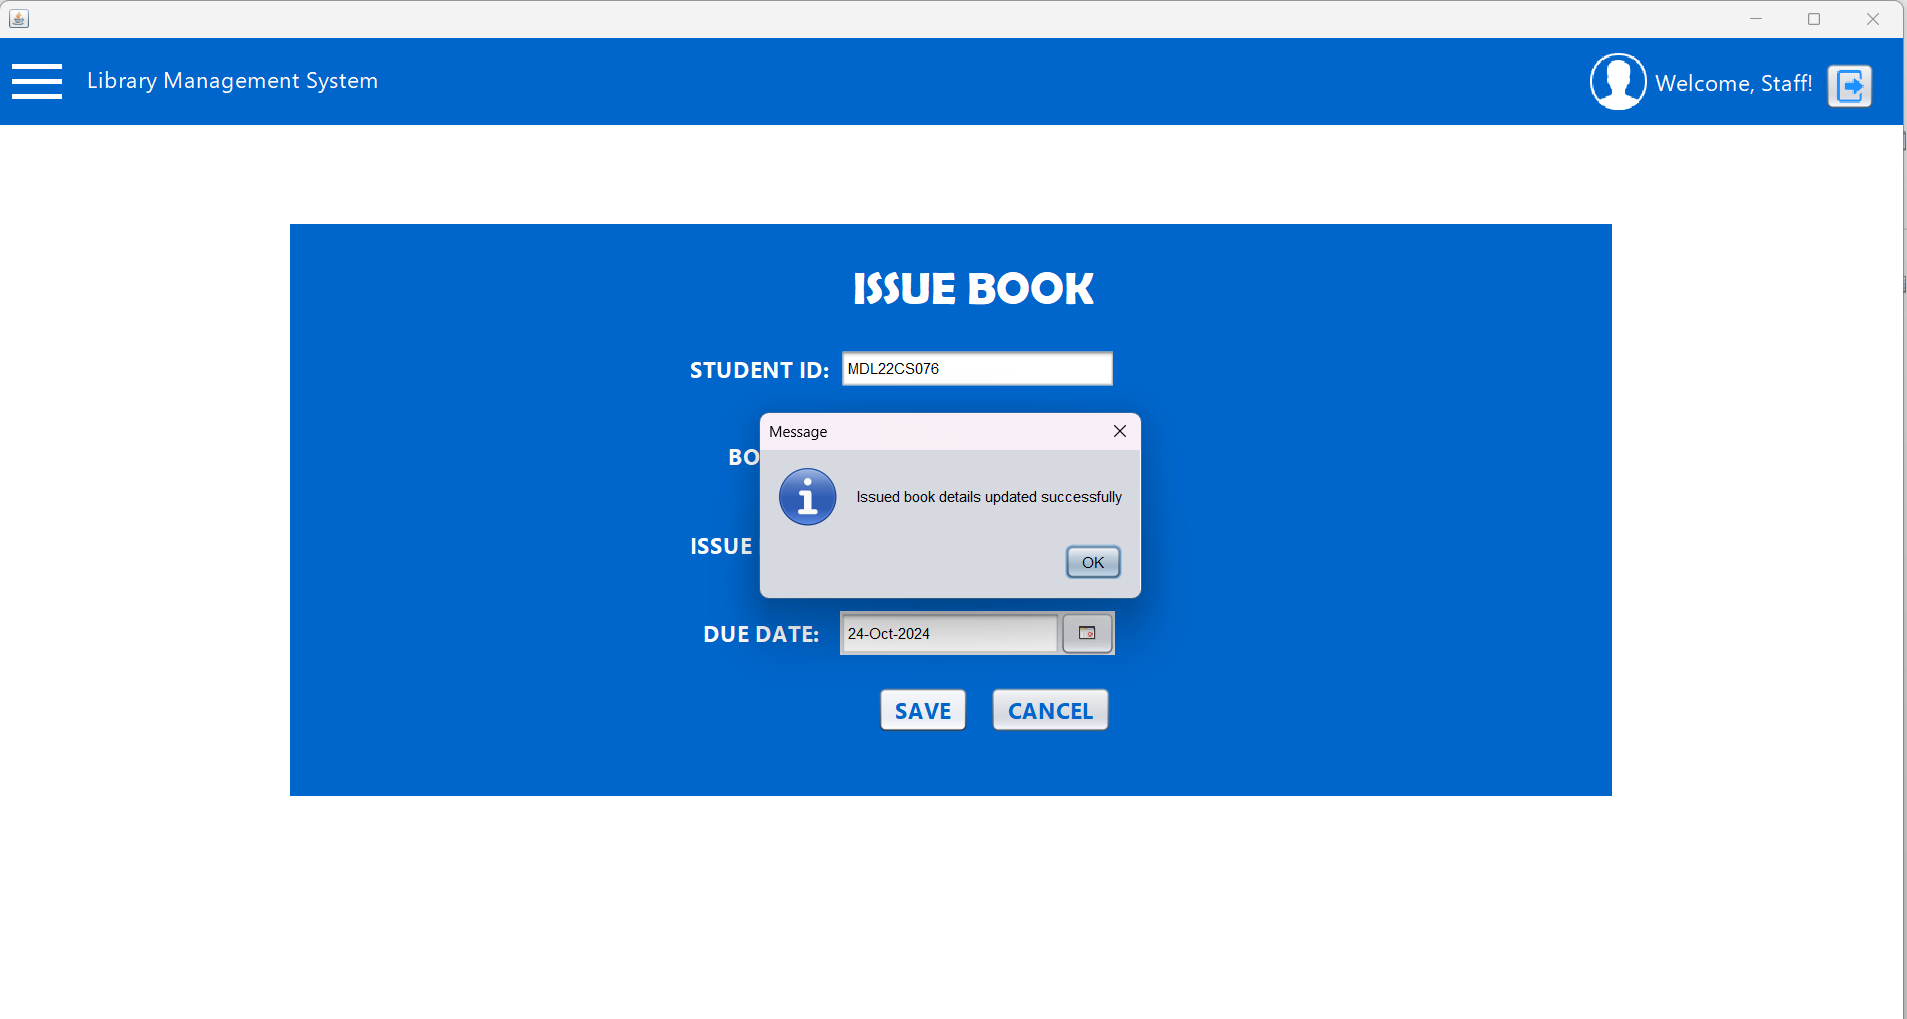 Library Management System
Welcome, Staff!
ISSUE BOOK
STUDENT ID: MDL22CS076
Message
Issued book details updated successfully
ISSUE
OK
DUE DATE: 24-Oct-2024
SAVE CANCEL